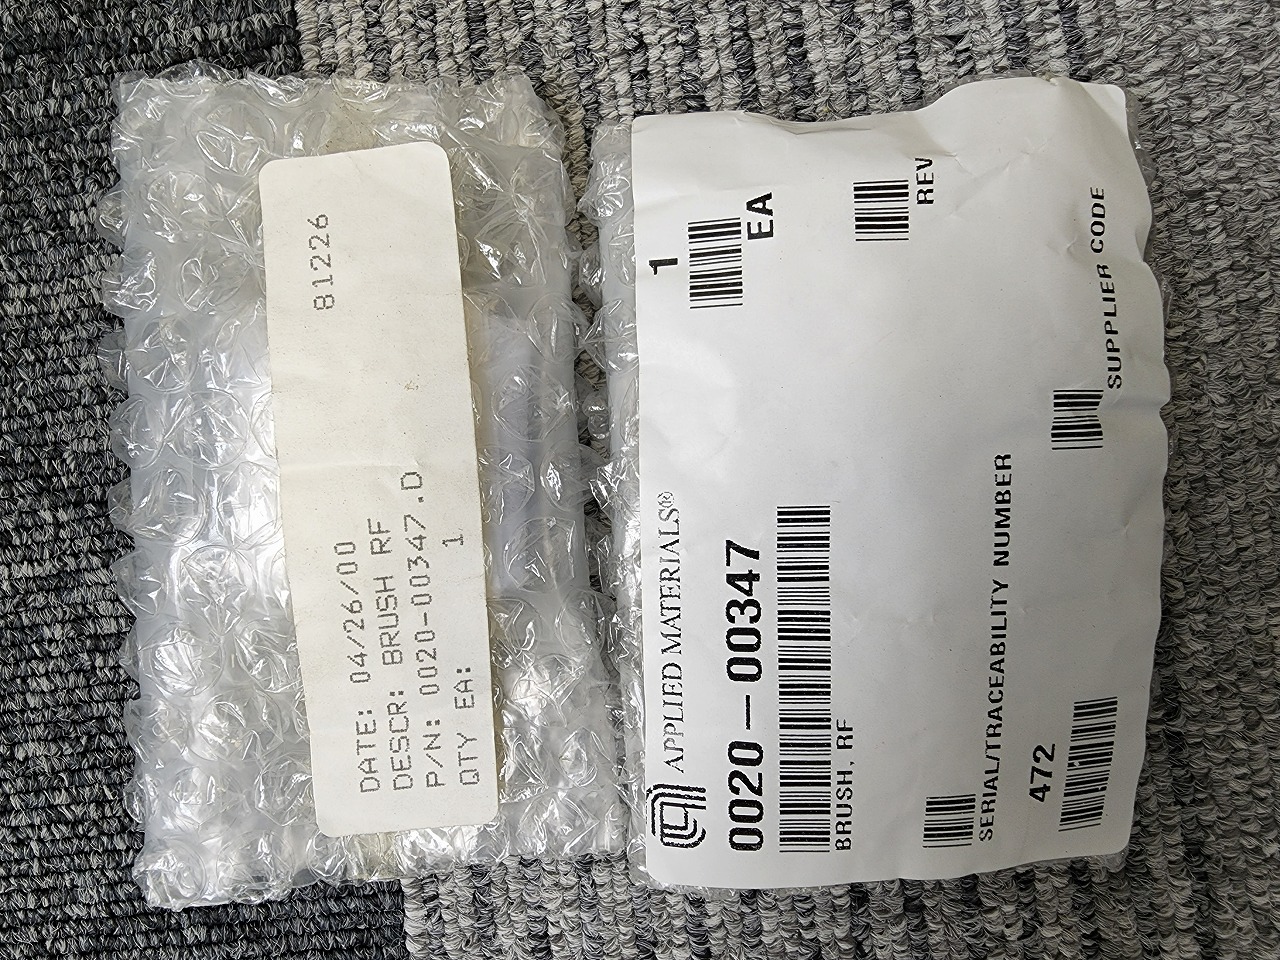 81226
DATE: 04/26/00
DESCR: BRUSH RF
P/N: 0020-00347.D
QTY EA: 1
APPLIED MATERIALS®
0020-00347
BRUSH, RF
1
EA
REV
SERIAL/TRACEABILITY NUMBER
472
SUPPLIER CODE